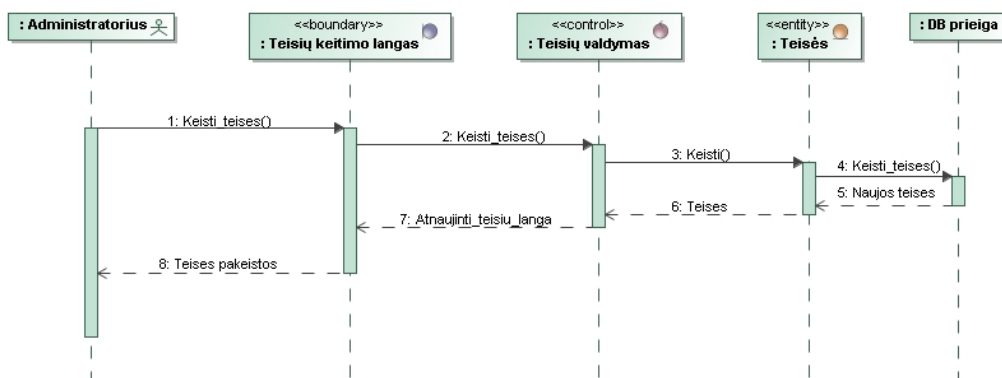 : Administratorius
<<boundary>>
: Teisių keitimo langas
<<control>>
: Teisių valdymas
<<entity>>
: Teisės
: DB prieiga
1: Keisti_teises()
2: Keisti_teises()
3: Keisti()
4: Keisti_teises()
5: Naujos teises
6: Teises
7: Atnaujinti_teisiu_langa
8: Teises pakeistos